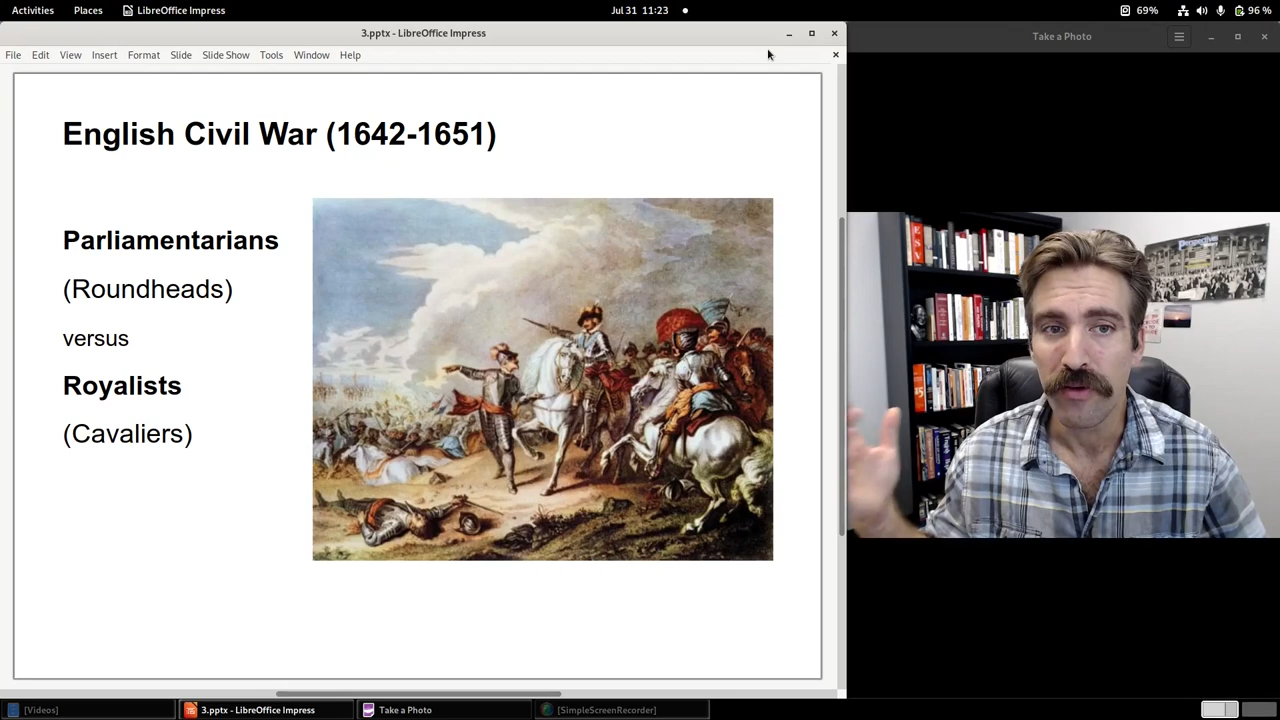 Activities Places LibreOffice Impress Jul 31 11:23 69% 96 %
3.pptx - LibreOffice Impress
Take a Photo
File Edit View Insert Format Slide Slide Show Tools Window Help
English Civil War (1642-1651)
Parliamentarians
(Roundheads)
versus
Royalists
(Cavaliers)
[Videos] 3.pptx - LibreOffice Impress Take a Photo [SimpleScreenRecorder]